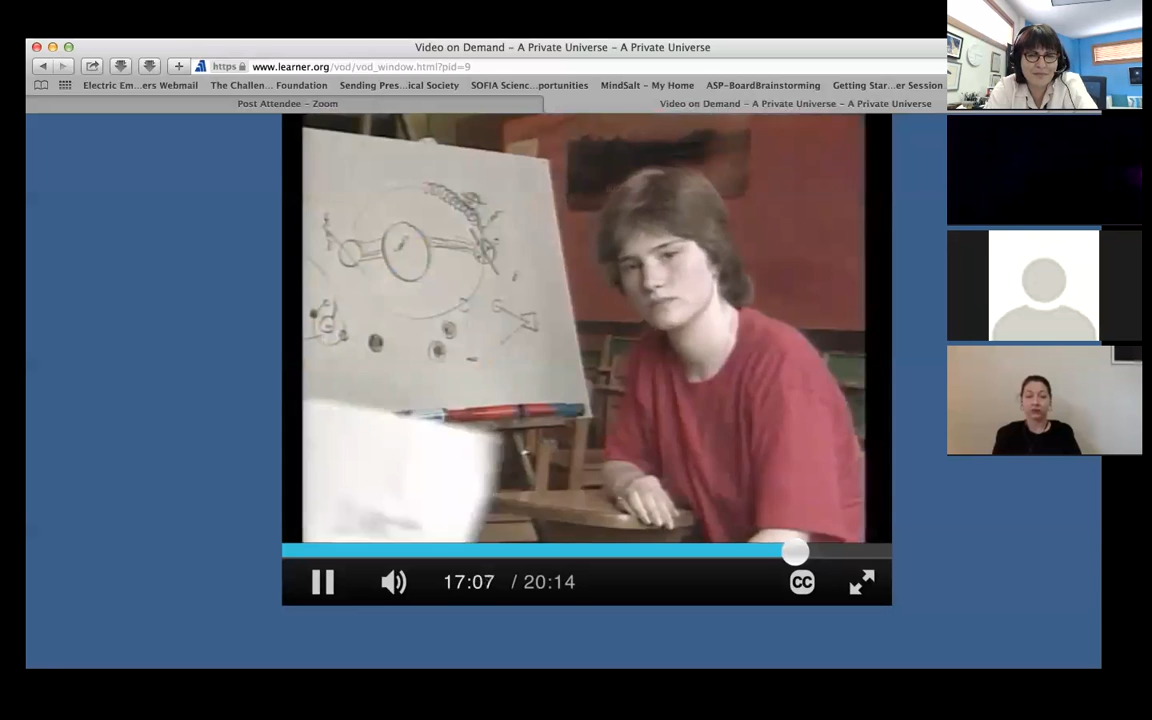 Video on Demand – A Private Universe – A Private Universe
https www.learner.org/vod/vod_window.html?pid=9
Electric Em...ers Webmail The Challen... Foundation Sending Pres...ical Society SOFIA Scienc...portunities MindSalt – My Home ASP-BoardBrainstorming Getting Star...er Session
Post Attendee – Zoom Video on Demand – A Private Universe – A Private Universe
17:07 / 20:14 CC